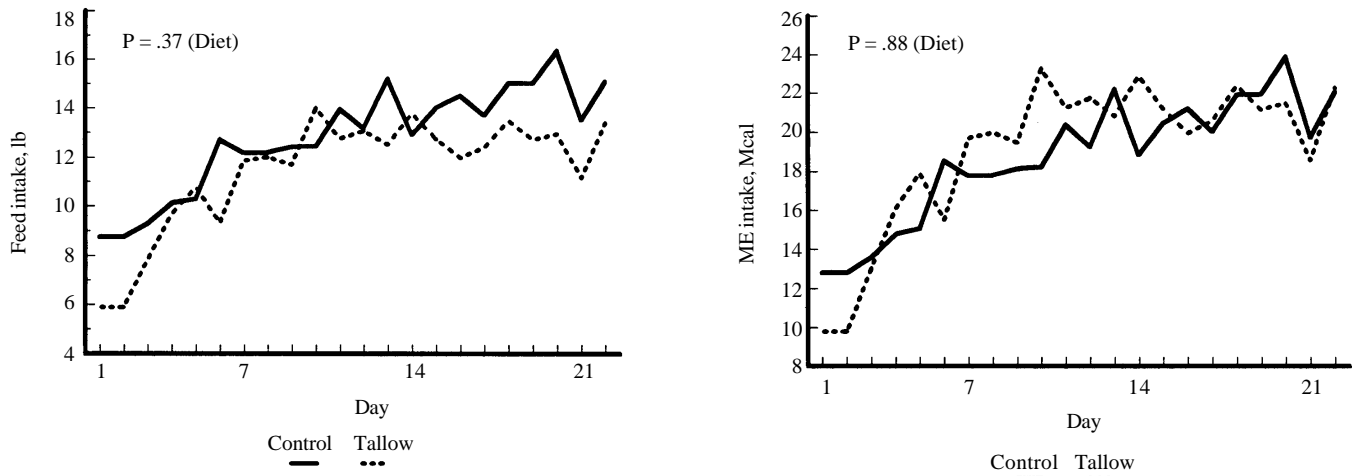 18
16
14
12
10
8
6
4
Feed intake, lb
P = .37 (Diet)
1 7 14 21
Day
Control Tallow
26
24
22
20
18
16
14
12
10
8
ME intake, Mcal
P = .88 (Diet)
1 7 14 21
Day
Control Tallow